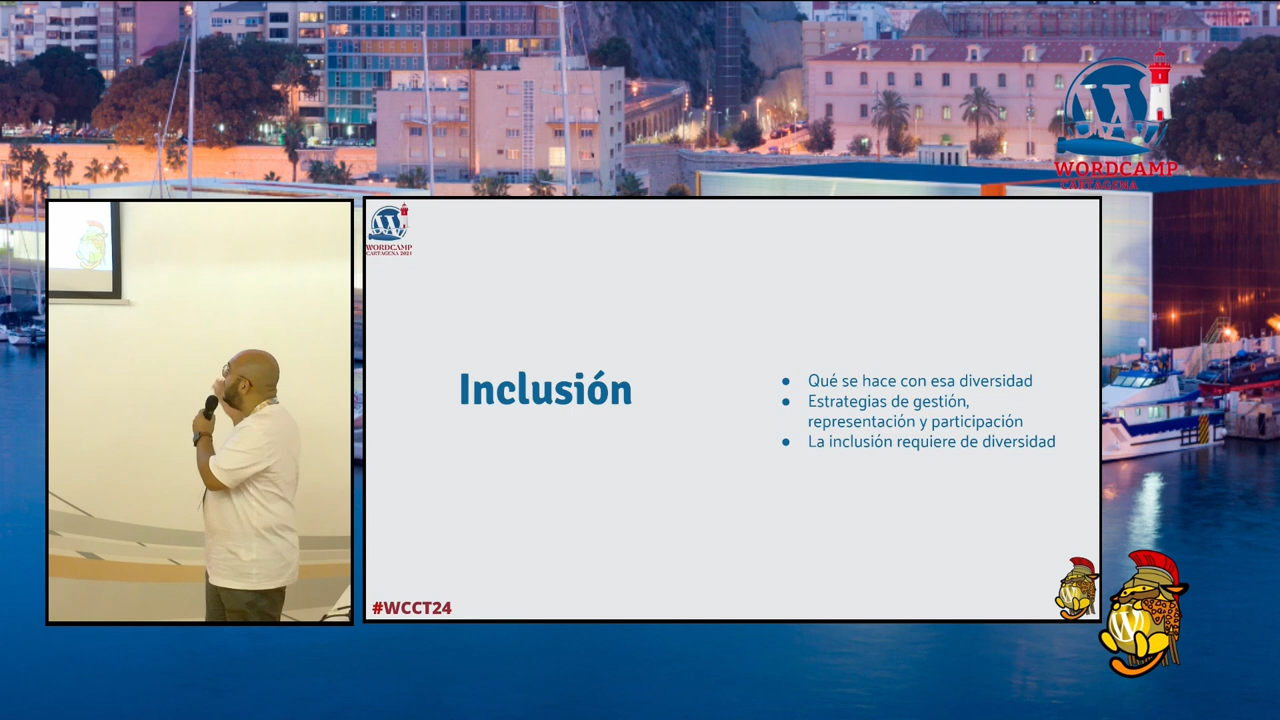 WORDCAMP
CARTAGENA
WORDCAMP
CARTAGENA 2024
Inclusión
● Qué se hace con esa diversidad
● Estrategias de gestión,
representación y participación
● La inclusión requiere de diversidad
#WCCT24